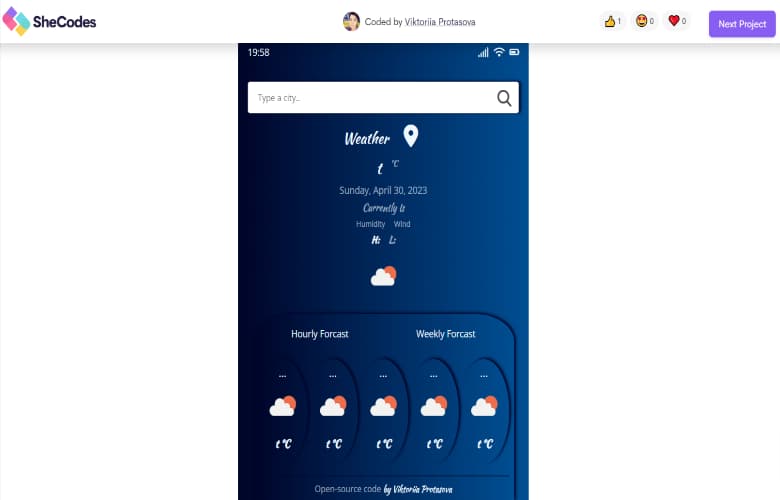 SheCodes
Coded by Viktoriia Protasova
1
0
0
Next Project
19:58
Type a city...
Weather
t °C
Sunday, April 30, 2023
Currently Is
Humidity Wind
H: L:
Hourly Forcast Weekly Forcast
... ... ... ... ...
t °C t °C t °C t °C t °C
Open-source code by Viktoriia Protasova